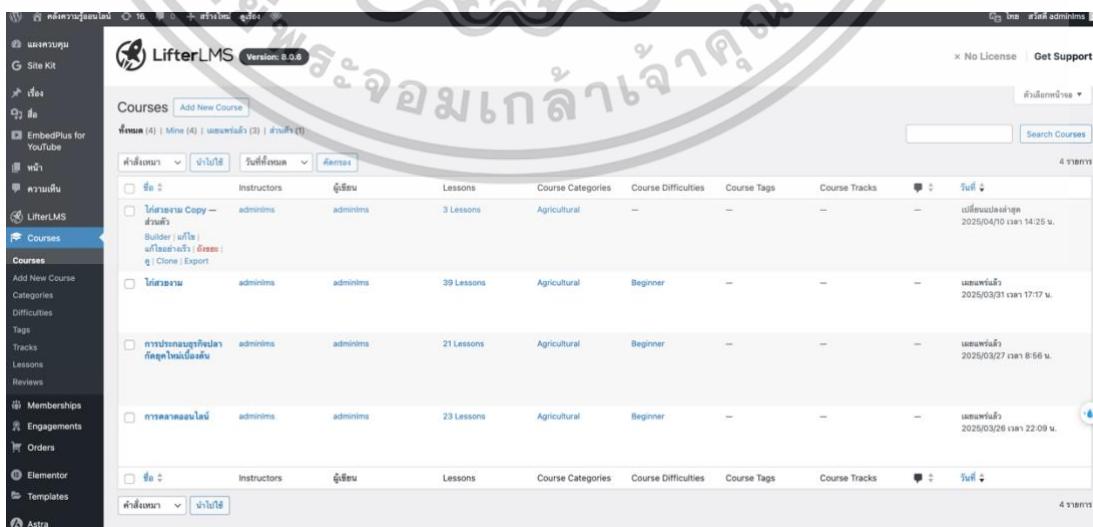 คลังความรู้ออนไลน์ 16 0 + สร้างใหม่ ดูเรื่อง ไทย สวัสดี adminlms
แผงควบคุม
Site Kit
เรื่อง
สื่อ
EmbedPlus for
YouTube
หน้า
ความเห็น
LifterLMS
Courses
Courses
Add New Course
Categories
Difficulties
Tags
Tracks
Lessons
Reviews
Memberships
Engagements
Orders
Elementor
Templates
Astra
พระจอมเกล้าเจ้าคุณ
LifterLMS Version: 8.0.6
× No License Get Support
ตัวเลือกหน้าจอ
Courses Add New Course
ทั้งหมด (4) | Mine (4) | เผยแพร่แล้ว (3) | ส่วนตัว (1)
Search Courses
คำสั่งเหมา นำไปใช้ วันที่ทั้งหมด คัดกรอง 4 รายการ
ชื่อ Instructors ผู้เขียน Lessons Course Categories Course Difficulties Course Tags Course Tracks วันที่
ไก่สวยงาม Copy — adminlms adminlms 3 Lessons Agricultural — — — — เปลี่ยนแปลงล่าสุด
ส่วนตัว 2025/04/10 เวลา 14:25 น.
Builder | แก้ไข |
แก้ไขอย่างเร็ว | ถังขยะ |
ดู | Clone | Export
ไก่สวยงาม adminlms adminlms 39 Lessons Agricultural Beginner — — — เผยแพร่แล้ว
2025/03/31 เวลา 17:17 น.
การประกอบธุรกิจปลา adminlms adminlms 21 Lessons Agricultural Beginner — — — เผยแพร่แล้ว
กัดยุคใหม่เบื้องต้น 2025/03/27 เวลา 8:56 น.
การตลาดออนไลน์ adminlms adminlms 23 Lessons Agricultural Beginner — — — เผยแพร่แล้ว
2025/03/26 เวลา 22:09 น.
ชื่อ Instructors ผู้เขียน Lessons Course Categories Course Difficulties Course Tags Course Tracks วันที่
คำสั่งเหมา นำไปใช้ 4 รายการ